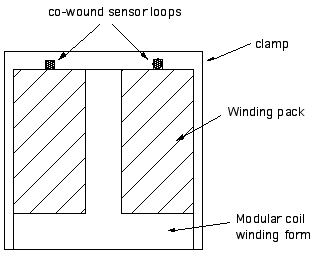 co-wound sensor loops
clamp
Winding pack
Modular coil
winding form